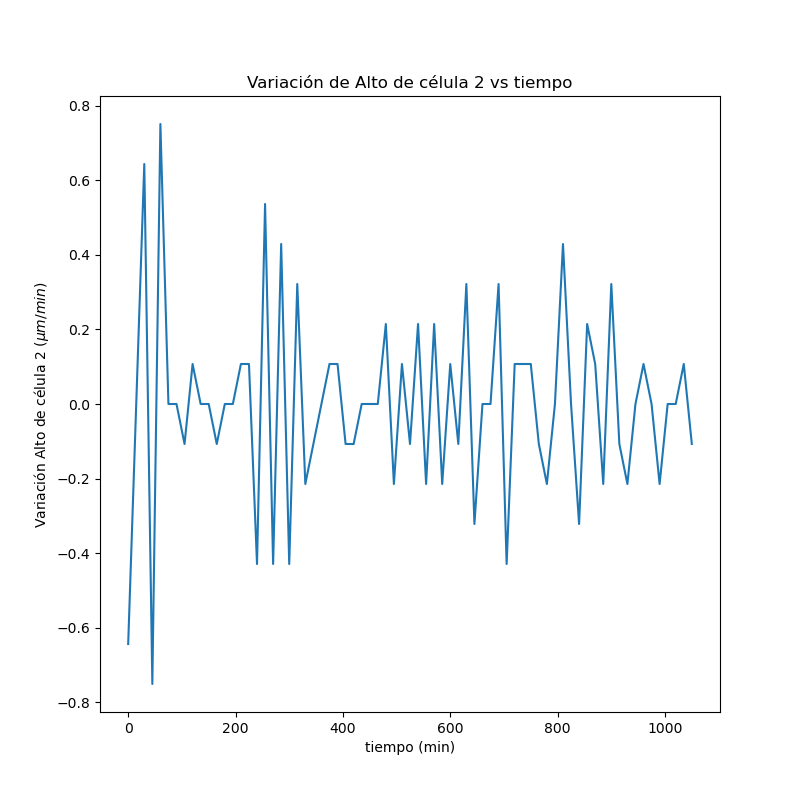 Variación de Alto de célula 2 vs tiempo
Variación Alto de célula 2 (μm/min)
0.8
0.6
0.4
0.2
0.0
−0.2
−0.4
−0.6
−0.8
0 200 400 600 800 1000
tiempo (min)